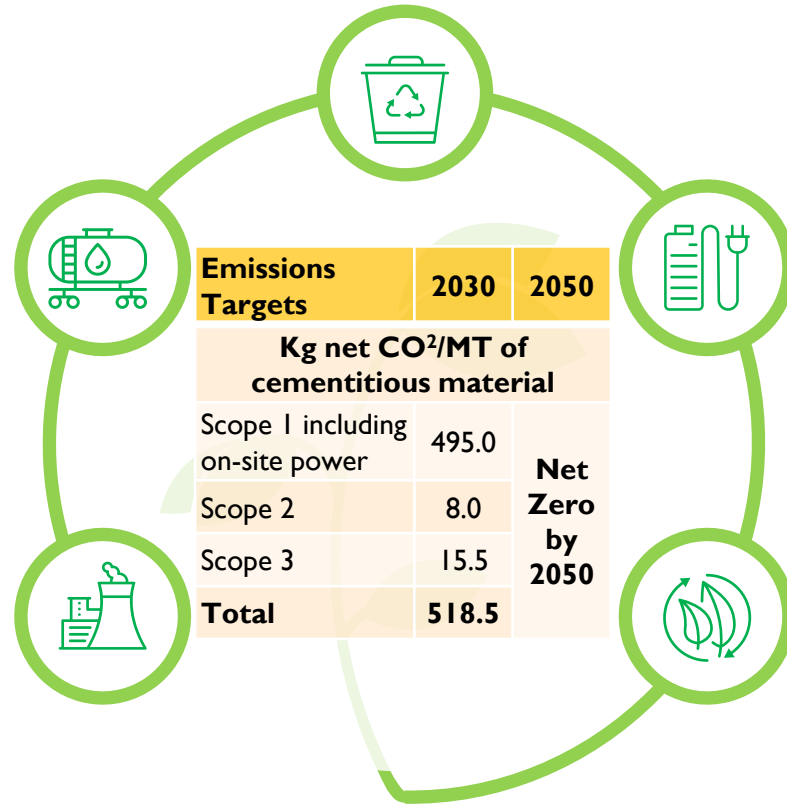 Emissions
Targets
2030
2050
Kg net CO²/MT of
cementitious material
Scope 1 including
on-site power
495.0
Scope 2
8.0
Scope 3
15.5
Total
518.5
Net
Zero
by
2050